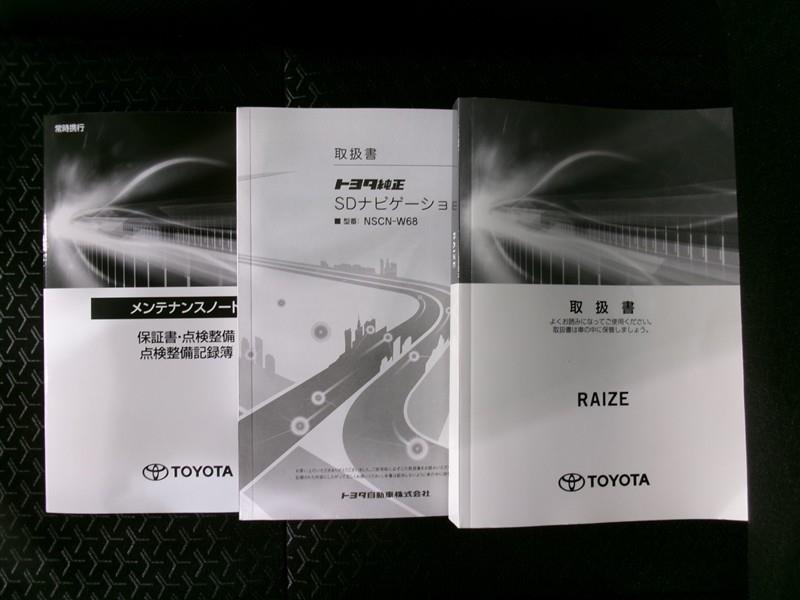 常時携行
メンテナンスノート
保証書・点検整備
点検整備記録簿
TOYOTA
取扱書
トヨタ純正
SDナビゲーショ
■ 型番: NSCN-W68
トヨタ自動車株式会社
RAIZE
取扱書
よくお読みになってご使用ください。
取扱書は車の中に保管しましょう。
RAIZE
TOYOTA